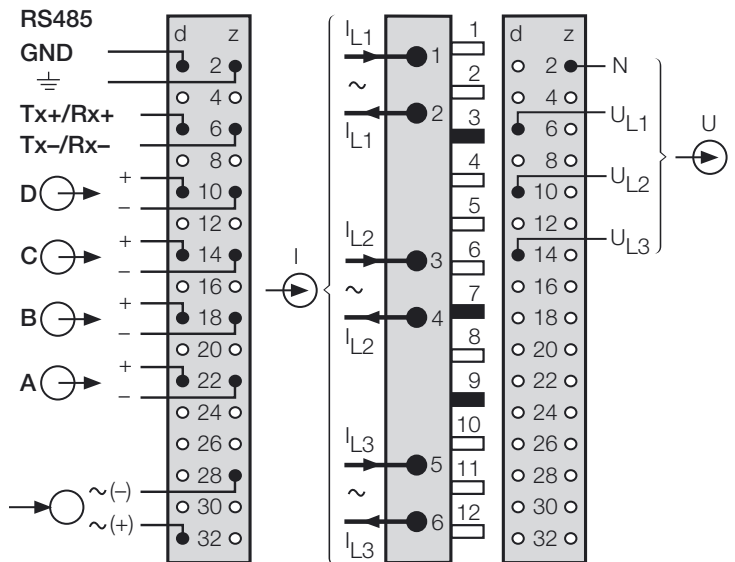 RS485
GND
Tx+/Rx+
Tx–/Rx–
D + –
C + –
B + –
A + –
~(–)
~(+)
d z
2
4
6
8
10
12
14
16
18
20
22
24
26
28
30
32
I
IL1
~
IL1
IL2
~
IL2
IL3
~
IL3
1
2
3
4
5
6
1
2
3
4
5
6
7
8
9
10
11
12
d z
2
4
6
8
10
12
14
16
18
20
22
24
26
28
30
32
N
UL1
UL2
UL3
U